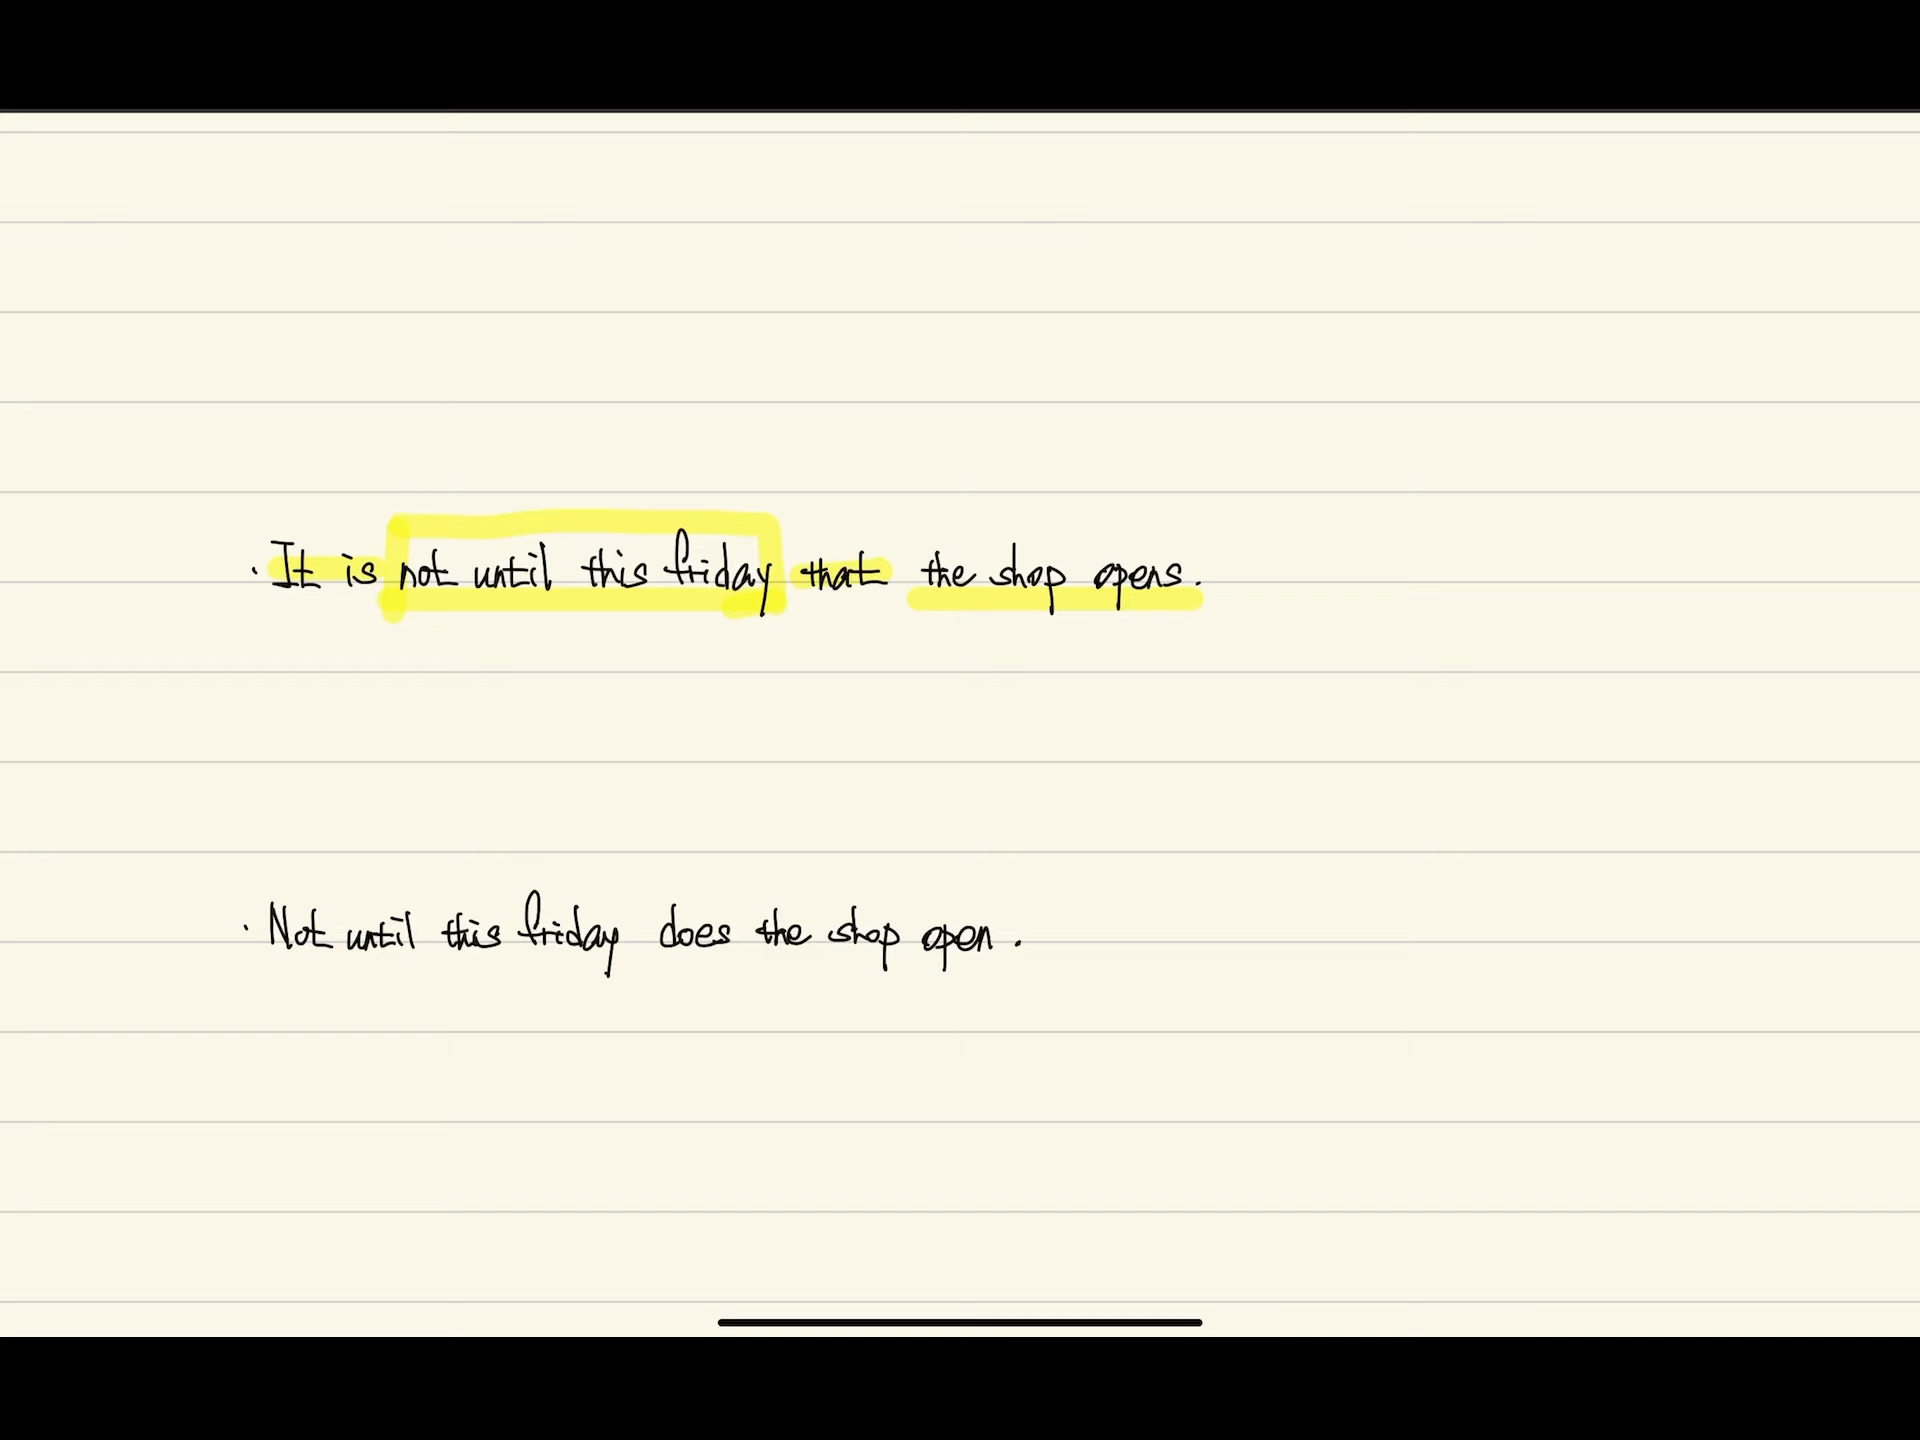 · It is not until this friday that the shop opens.
· Not until this friday does the shop open.